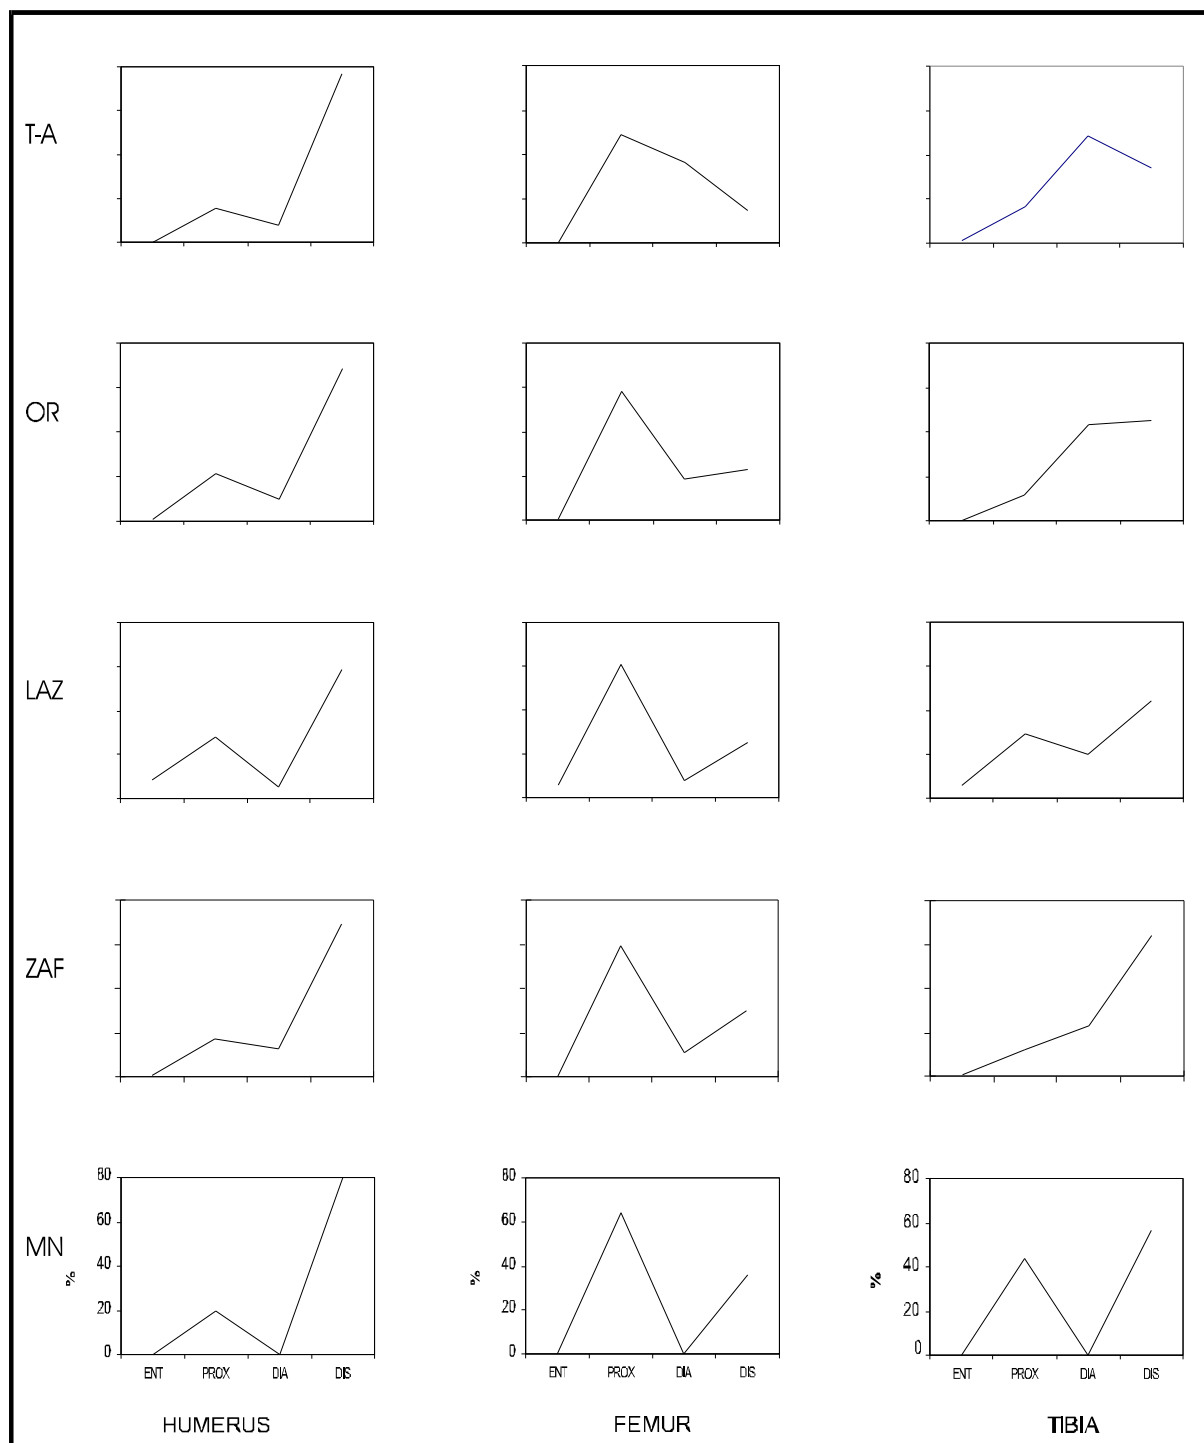 T-A
OR
LAZ
ZAF
MN
80
60
40
20
0
%
ENT PROX DIA DIS
HUMERUS
80
60
40
20
0
%
ENT PROX DIA DIS
FEMUR
80
60
40
20
0
%
ENT PROX DIA DIS
TIBIA